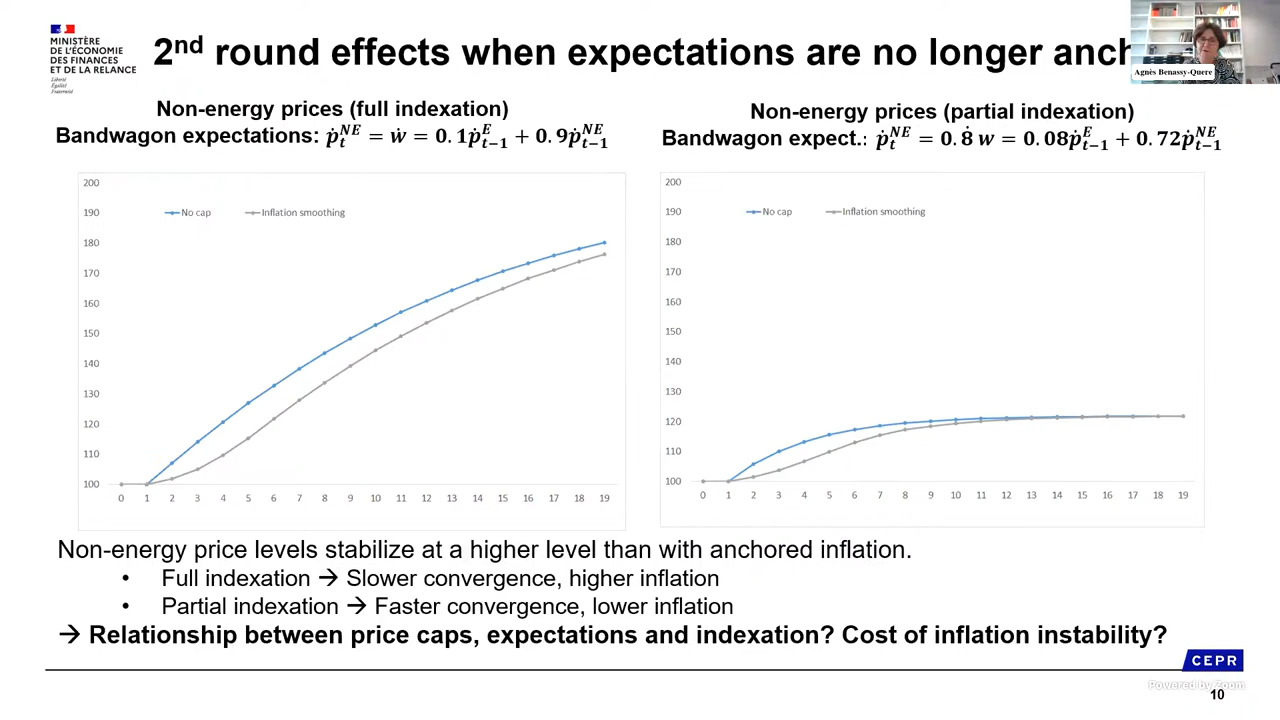 MINISTÈRE
DE L'ÉCONOMIE
DES FINANCES
ET DE LA RELANCE
Liberté
Égalité
Fraternité
2nd round effects when expectations are no longer anch
Agnès Benassy-Quere
Non-energy prices (full indexation)
Bandwagon expectations: ṗ_t^NE = ẇ = 0.1ṗ_{t−1}^E + 0.9ṗ_{t−1}^NE
Non-energy prices (partial indexation)
Bandwagon expect.: ṗ_t^NE = 0.8̇ w = 0.08ṗ_{t−1}^E + 0.72ṗ_{t−1}^NE
200
190
180
170
160
150
140
130
120
110
100
No cap Inflation smoothing
0 1 2 3 4 5 6 7 8 9 10 11 12 13 14 15 16 17 18 19
200
190
180
170
160
150
140
130
120
110
100
No cap Inflation smoothing
0 1 2 3 4 5 6 7 8 9 10 11 12 13 14 15 16 17 18 19
Non-energy price levels stabilize at a higher level than with anchored inflation.
• Full indexation → Slower convergence, higher inflation
• Partial indexation → Faster convergence, lower inflation
→ Relationship between price caps, expectations and indexation? Cost of inflation instability?
CEPR
Powered by Zoom
10